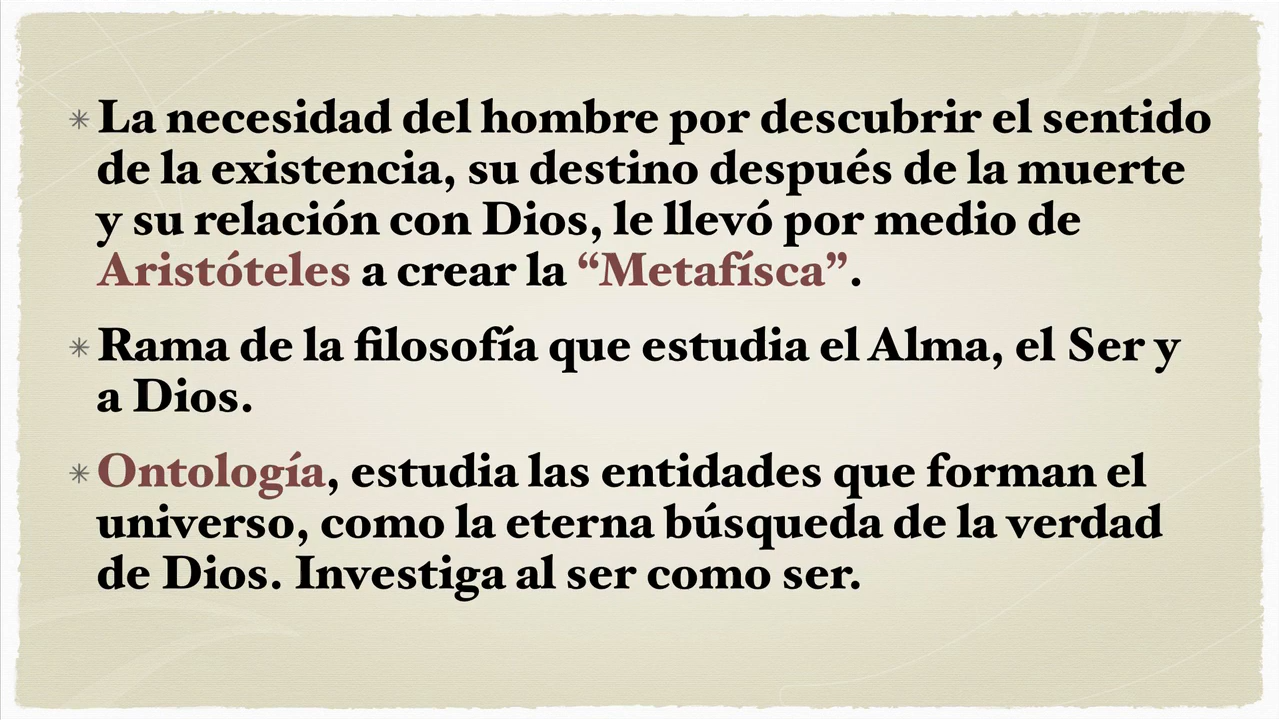 * La necesidad del hombre por descubrir el sentido
de la existencia, su destino después de la muerte
y su relación con Dios, le llevó por medio de
Aristóteles a crear la “Metafísca”.
* Rama de la filosofía que estudia el Alma, el Ser y
a Dios.
* Ontología, estudia las entidades que forman el
universo, como la eterna búsqueda de la verdad
de Dios. Investiga al ser como ser.